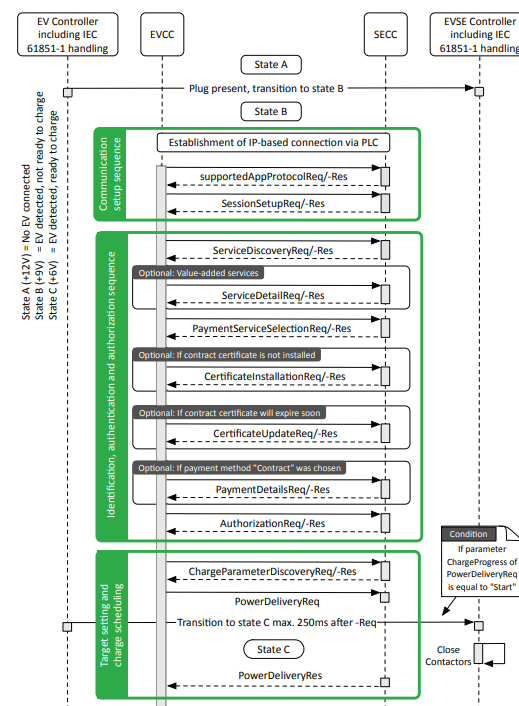 EV Controller
including IEC
61851-1 handling
EVCC
SECC
EVSE Controller
including IEC
61851-1 handling
State A
Plug present, transition to state B
State B
State A (+12V) = No EV connected
State B (+9V) = EV detected, not ready to charge
State C (+6V) = EV detected, ready to charge
Communication
setup sequence
Establishment of IP-based connection via PLC
supportedAppProtocolReq/-Res
SessionSetupReq/-Res
Identification, authentication and authorization sequence
ServiceDiscoveryReq/-Res
Optional: Value-added services
ServiceDetailReq/-Res
PaymentServiceSelectionReq/-Res
Optional: If contract certificate is not installed
CertificateInstallationReq/-Res
Optional: If contract certificate will expire soon
CertificateUpdateReq/-Res
Optional: If payment method "Contract" was chosen
PaymentDetailsReq/-Res
AuthorizationReq/-Res
Target setting and
charge scheduling
ChargeParameterDiscoveryReq/-Res
PowerDeliveryReq
Condition
If parameter
ChargeProgress of
PowerDeliveryReq
is equal to "Start"
Transition to state C max. 250ms after -Req
State C
Close
Contactors
PowerDeliveryRes